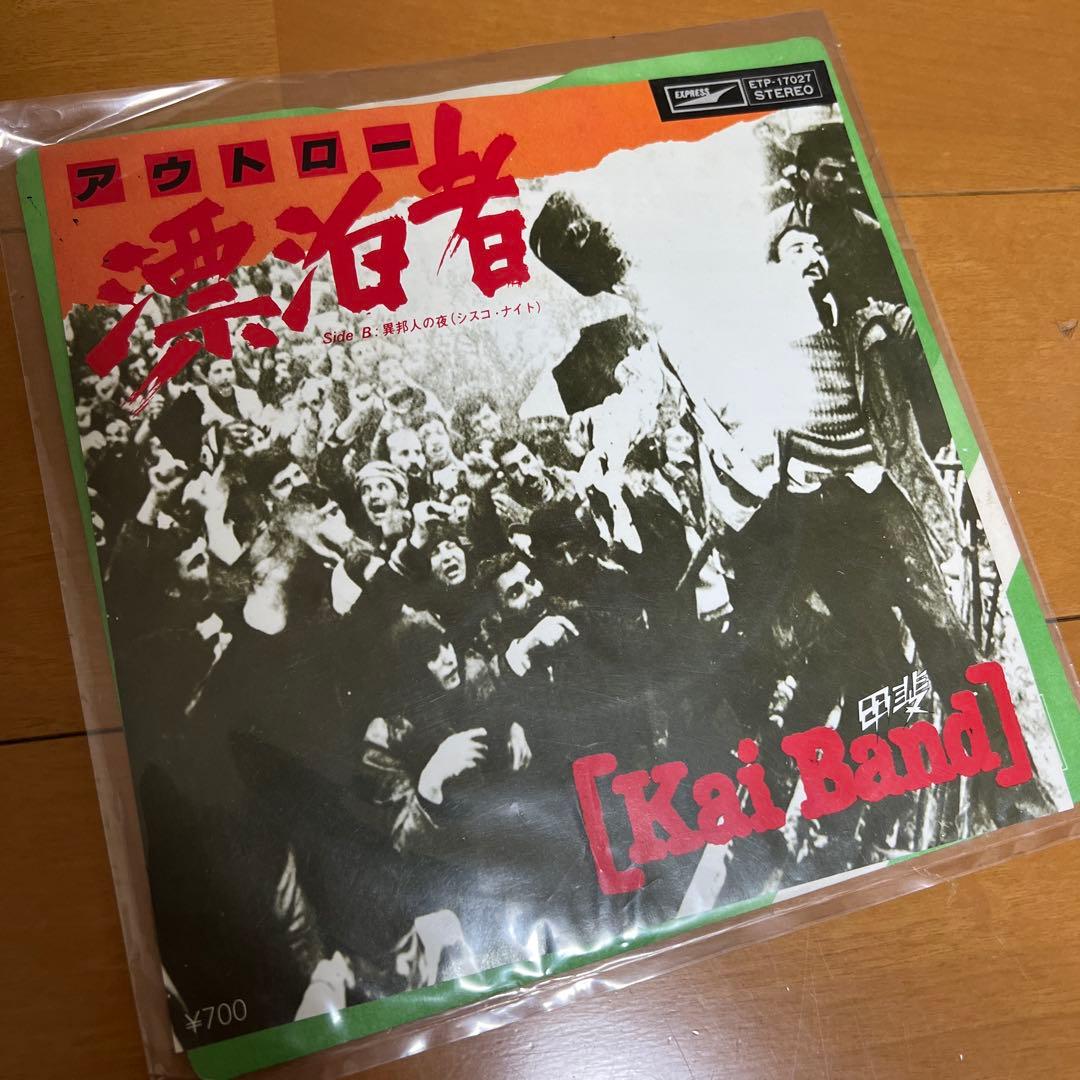 EXPRESS
ETP-17027
STEREO
アウトロー
漂泊者
Side B: 異邦人の夜(シスコ・ナイト)
甲斐
[Kai Band]
¥700